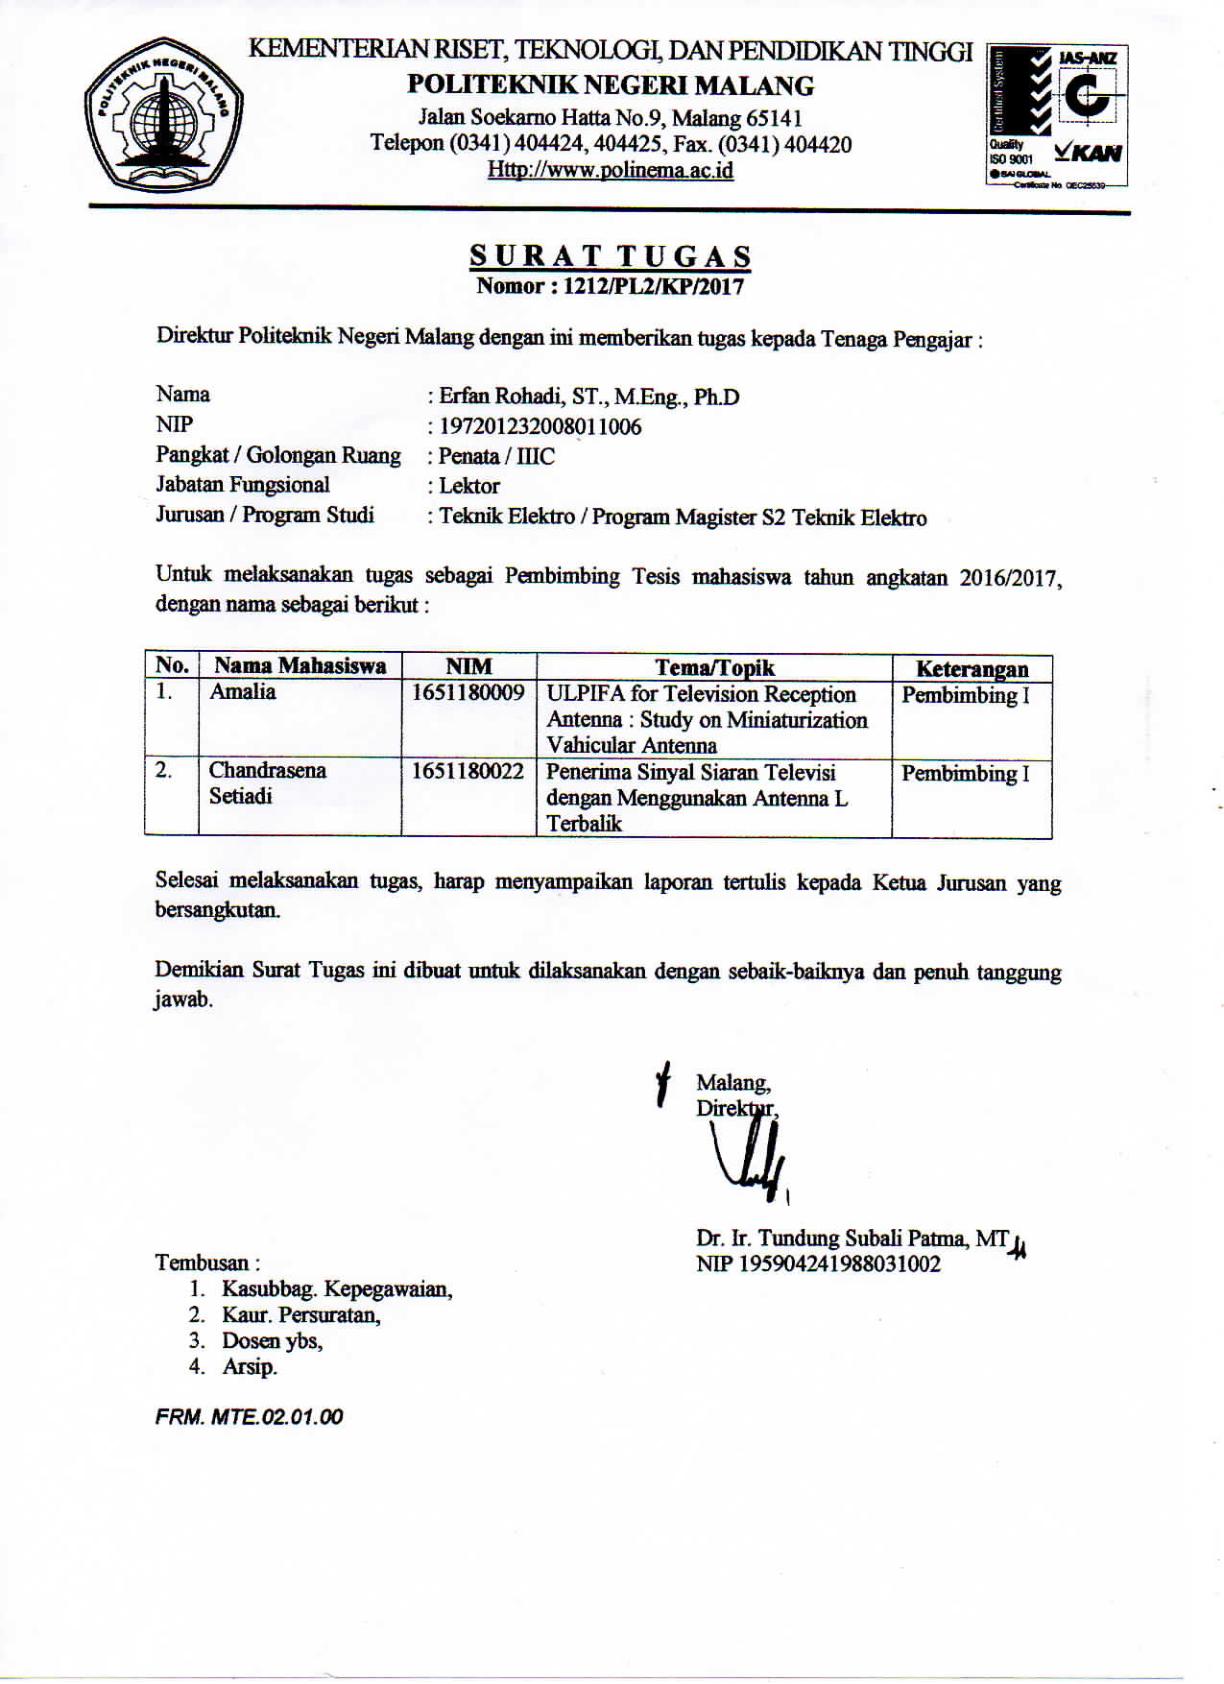 KEMENTERIAN RISET, TEKNOLOGI, DAN PENDIDIKAN TINGGI
POLITEKNIK NEGERI MALANG
Jalan Soekarno Hatta No.9, Malang 65141
Telepon (0341) 404424, 404425, Fax. (0341) 404420
Http://www.polinema.ac.id
POLITEKNIK NEGERI MALANG
Certified System
JAS-ANZ
Quality
ISO 9001
KAN
SAI GLOBAL
Certificate No. QEC25639
SURAT TUGAS
Nomor : 1212/PL2/KP/2017
Direktur Politeknik Negeri Malang dengan ini memberikan tugas kepada Tenaga Pengajar :
Nama : Erfan Rohadi, ST., M.Eng., Ph.D
NIP : 197201232008011006
Pangkat / Golongan Ruang : Penata / IIIC
Jabatan Fungsional : Lektor
Jurusan / Program Studi : Teknik Elektro / Program Magister S2 Teknik Elektro
Untuk melaksanakan tugas sebagai Pembimbing Tesis mahasiswa tahun angkatan 2016/2017,
dengan nama sebagai berikut :
No. Nama Mahasiswa NIM Tema/Topik Keterangan
1. Amalia 1651180009 ULPIFA for Television Reception Pembimbing I
Antenna : Study on Miniaturization
Vahicular Antenna
2. Chandrasena 1651180022 Penerima Sinyal Siaran Televisi Pembimbing I
Setiadi dengan Menggunakan Antenna L
Terbalik
Selesai melaksanakan tugas, harap menyampaikan laporan tertulis kepada Ketua Jurusan yang
bersangkutan.
Demikian Surat Tugas ini dibuat untuk dilaksanakan dengan sebaik-baiknya dan penuh tanggung
jawab.
Malang,
Direktur,
Dr. Ir. Tundung Subali Patma, MT
NIP 195904241988031002
Tembusan :
1. Kasubbag. Kepegawaian,
2. Kaur. Persuratan,
3. Dosen ybs,
4. Arsip.
FRM. MTE.02.01.00